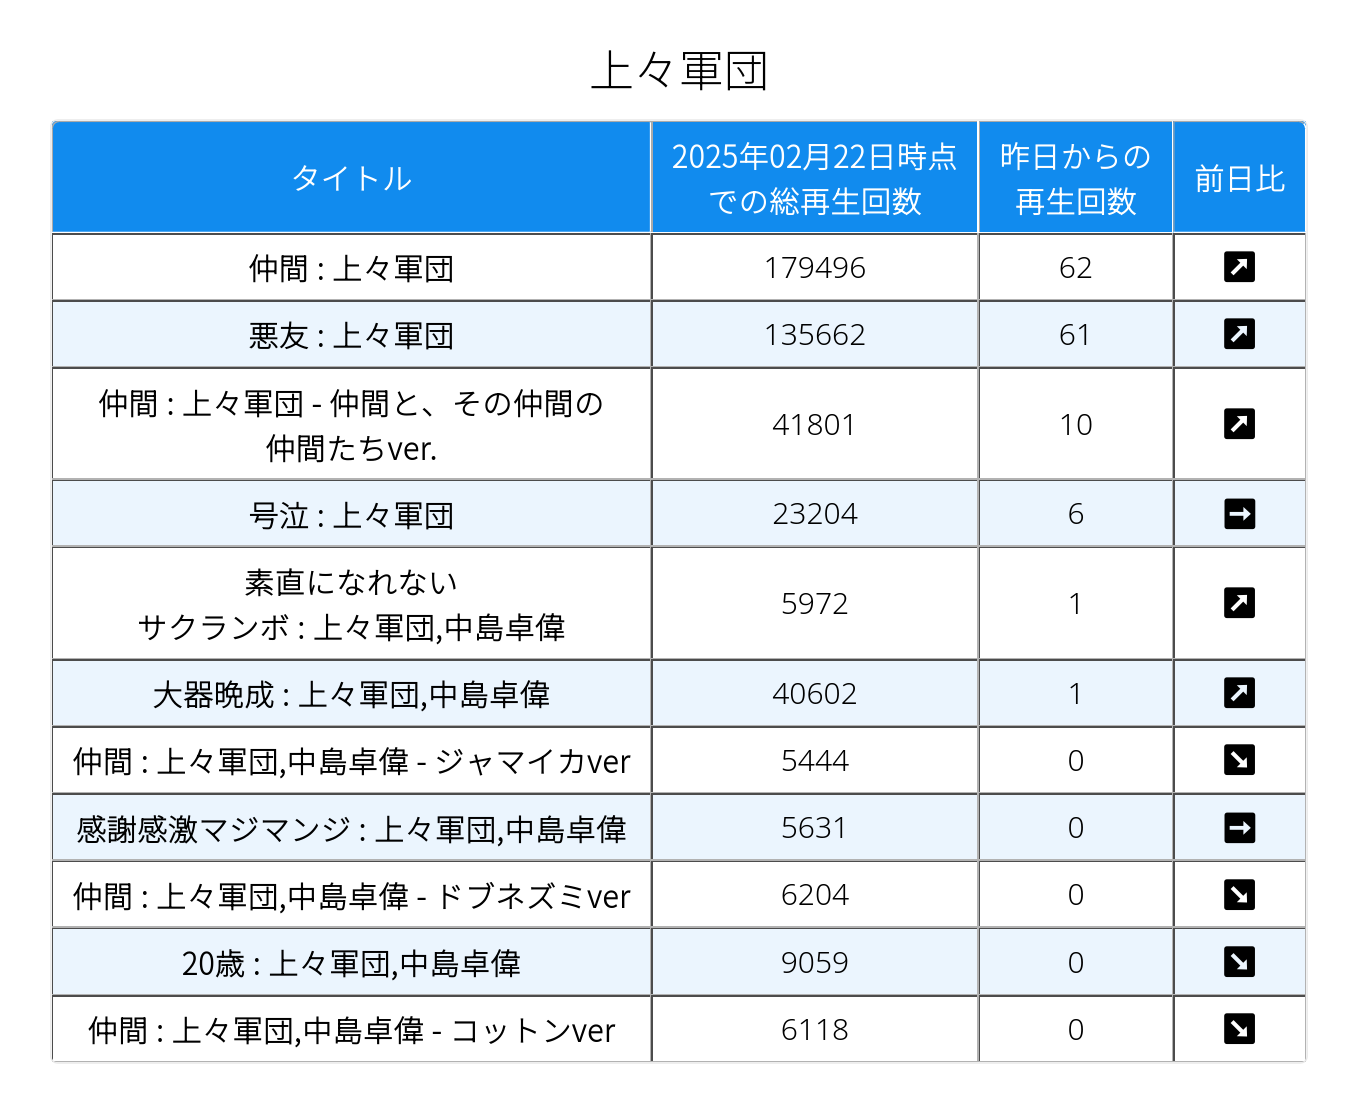 上々軍団
タイトル
2025年02月22日時点
での総再生回数
昨日からの
再生回数
前日比
仲間 : 上々軍団
179496
62
悪友 : 上々軍団
135662
61
仲間 : 上々軍団 - 仲間と、その仲間の
仲間たちver.
41801
10
号泣 : 上々軍団
23204
6
素直になれない
サクランボ : 上々軍団,中島卓偉
5972
1
大器晩成 : 上々軍団,中島卓偉
40602
1
仲間 : 上々軍団,中島卓偉 - ジャマイカver
5444
0
感謝感激マジマンジ : 上々軍団,中島卓偉
5631
0
仲間 : 上々軍団,中島卓偉 - ドブネズミver
6204
0
20歳 : 上々軍団,中島卓偉
9059
0
仲間 : 上々軍団,中島卓偉 - コットンver
6118
0